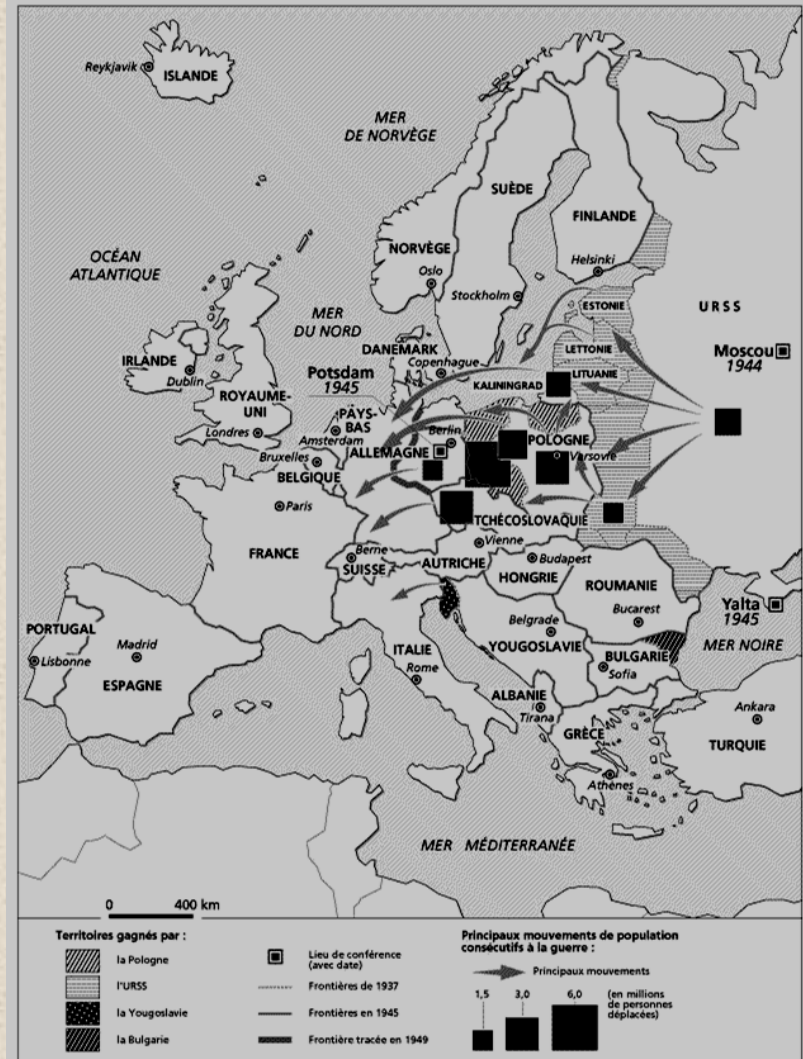 Reykjavik
ISLANDE
MER
DE NORVÈGE
SUÈDE
FINLANDE
OCÉAN
ATLANTIQUE
NORVÈGE
Oslo
Helsinki
Stockholm
ESTONIE
URSS
MER
DU NORD
LETTONIE
Moscou
1944
IRLANDE
Dublin
DANEMARK
Copenhague
LITUANIE
Potsdam
1945
KALININGRAD
ROYAUME-
UNI
PAYS-
BAS
Berlin
POLOGNE
Londres
Amsterdam
ALLEMAGNE
Varsovie
Bruxelles
BELGIQUE
Paris
TCHÉCOSLOVAQUIE
Vienne
FRANCE
Berne
SUISSE
AUTRICHE
Budapest
HONGRIE
ROUMANIE
Yalta
1945
Bucarest
PORTUGAL
Madrid
Belgrade
MER NOIRE
Lisbonne
ITALIE
YOUGOSLAVIE
BULGARIE
ESPAGNE
Rome
Sofia
ALBANIE
Tirana
Ankara
GRÈCE
TURQUIE
Athènes
MER MÉDITERRANÉE
0 400 km
Territoires gagnés par :
la Pologne
l'URSS
la Yougoslavie
la Bulgarie
Lieu de conférence
(avec date)
Frontières de 1937
Frontières en 1945
Frontière tracée en 1949
Principaux mouvements de population
consécutifs à la guerre :
Principaux mouvements
1,5 3,0 6,0 (en millions
de personnes
déplacées)